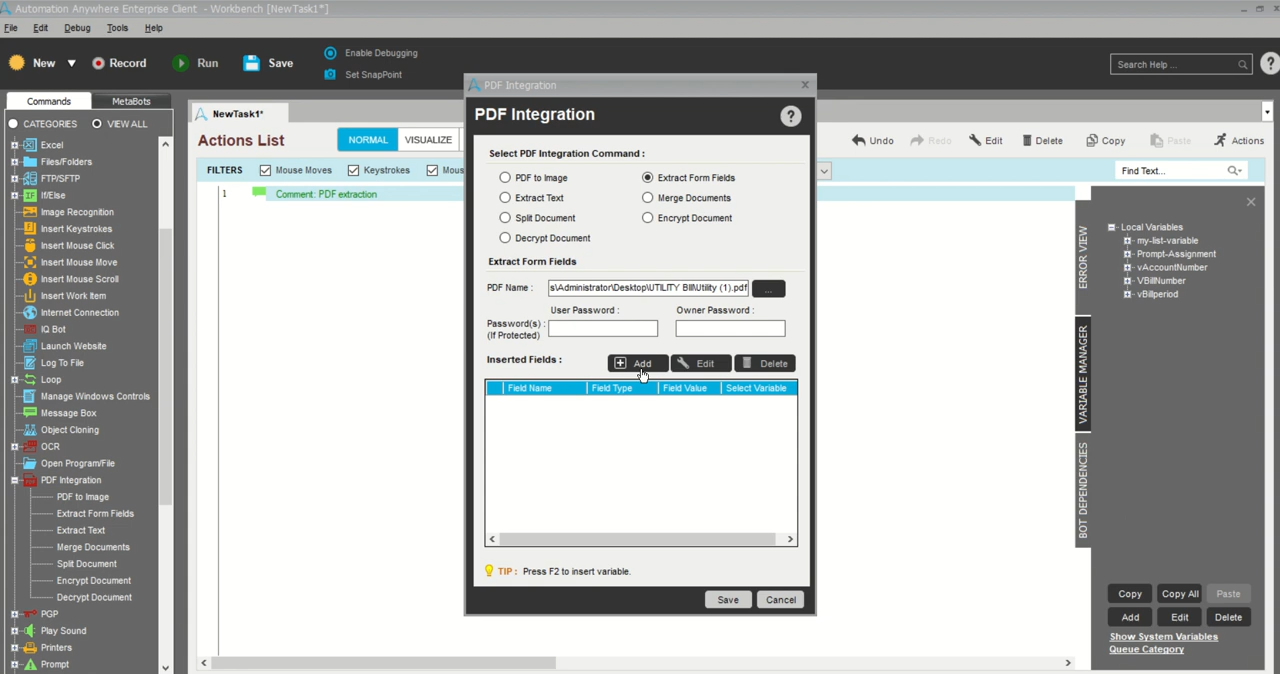 Automation Anywhere Enterprise Client - Workbench [NewTask1*]
File Edit Debug Tools Help
New Record Run Save
Enable Debugging
Set SnapPoint
Search Help ...
?
Commands MetaBots
CATEGORIES VIEW ALL
Excel
Files/Folders
FTP/SFTP
If/Else
Image Recognition
Insert Keystrokes
Insert Mouse Click
Insert Mouse Move
Insert Mouse Scroll
Insert Work Item
Internet Connection
IQ Bot
Launch Website
Log To File
Loop
Manage Windows Controls
Message Box
Object Cloning
OCR
Open Program/File
PDF Integration
PDF to Image
Extract Form Fields
Extract Text
Merge Documents
Split Document
Encrypt Document
Decrypt Document
PGP
Play Sound
Printers
Prompt
NewTask1*
Actions List NORMAL VISUALIZE
Undo Redo Edit Delete Copy Paste Actions
FILTERS Mouse Moves Keystrokes Mous
Find Text...
1 Comment: PDF extraction
PDF Integration
PDF Integration
?
Select PDF Integration Command :
PDF to Image Extract Form Fields
Extract Text Merge Documents
Split Document Encrypt Document
Decrypt Document
Extract Form Fields
PDF Name : s\Administrator\Desktop\UTILITY Bill\Utility (1).pdf ...
User Password : Owner Password :
Password(s) :
(If Protected)
Inserted Fields : Add Edit Delete
Field Name Field Type Field Value Select Variable
TIP : Press F2 to insert variable.
Save Cancel
ERROR VIEW
VARIABLE MANAGER
BOT DEPENDENCIES
Local Variables
my-list-variable
Prompt-Assignment
vAccountNumber
VBillNumber
vBillperiod
Copy Copy All Paste
Add Edit Delete
Show System Variables
Queue Category